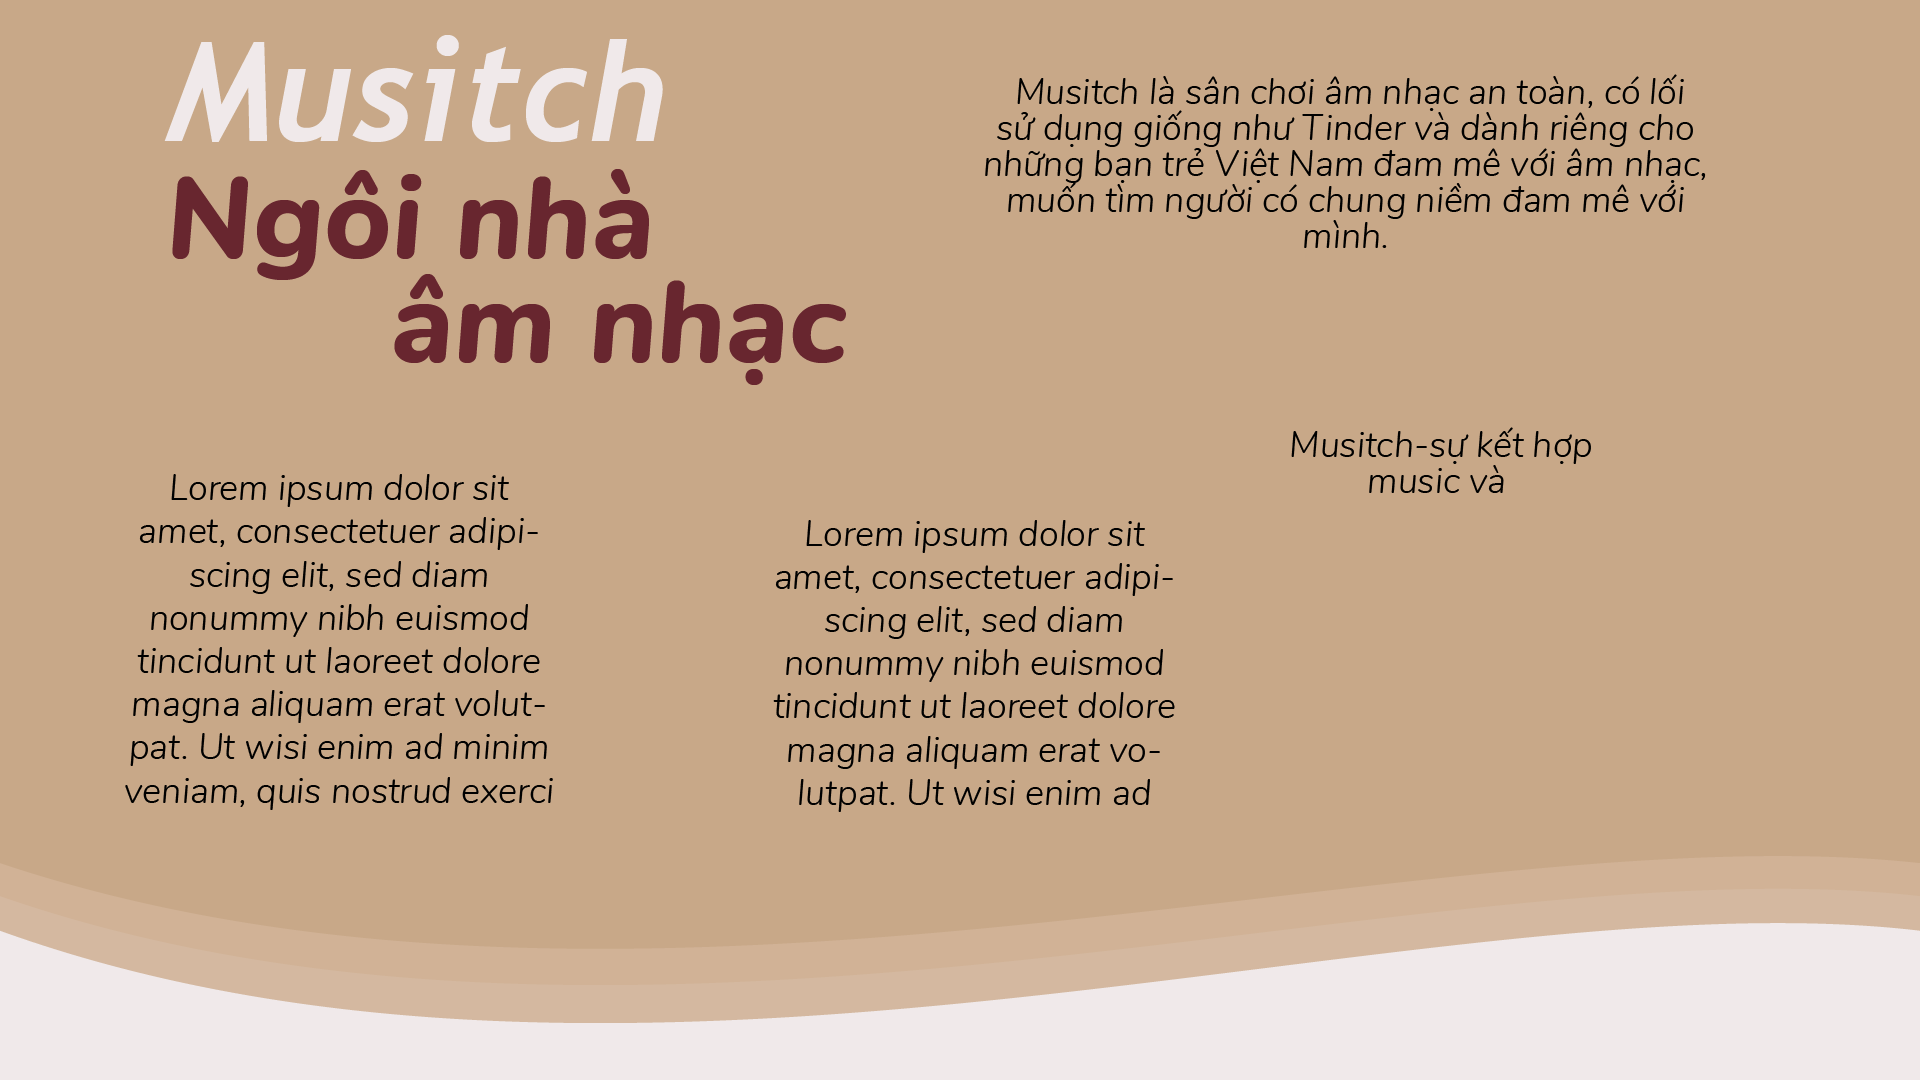 Musitch
Ngôi nhà
âm nhạc
Musitch là sân chơi âm nhạc an toàn, có lối
sử dụng giống như Tinder và dành riêng cho
những bạn trẻ Việt Nam đam mê với âm nhạc,
muốn tìm người có chung niềm đam mê với
mình.
Lorem ipsum dolor sit
amet, consectetuer adipi-
scing elit, sed diam
nonummy nibh euismod
tincidunt ut laoreet dolore
magna aliquam erat volut-
pat. Ut wisi enim ad minim
veniam, quis nostrud exerci
Lorem ipsum dolor sit
amet, consectetuer adipi-
scing elit, sed diam
nonummy nibh euismod
tincidunt ut laoreet dolore
magna aliquam erat vo-
lutpat. Ut wisi enim ad
Musitch-sự kết hợp
music và